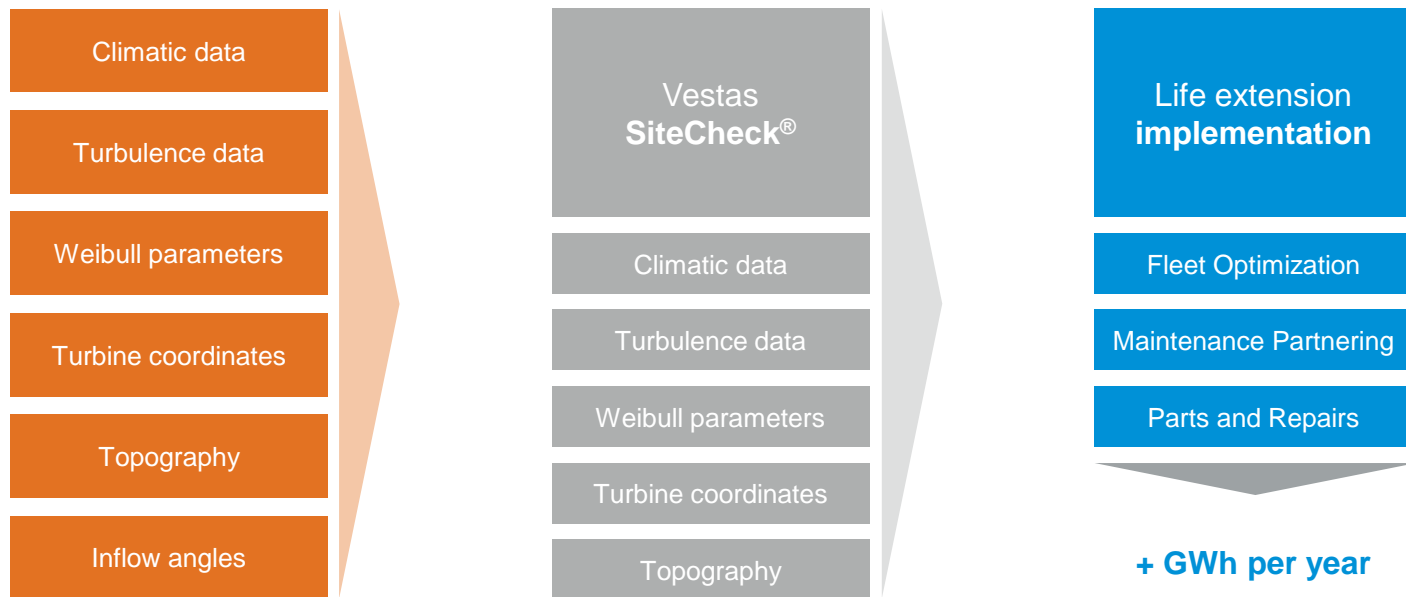 Climatic data
Turbulence data
Weibull parameters
Turbine coordinates
Topography
Inflow angles
Vestas
SiteCheck®
Climatic data
Turbulence data
Weibull parameters
Turbine coordinates
Topography
Life extension
implementation
Fleet Optimization
Maintenance Partnering
Parts and Repairs
+ GWh per year